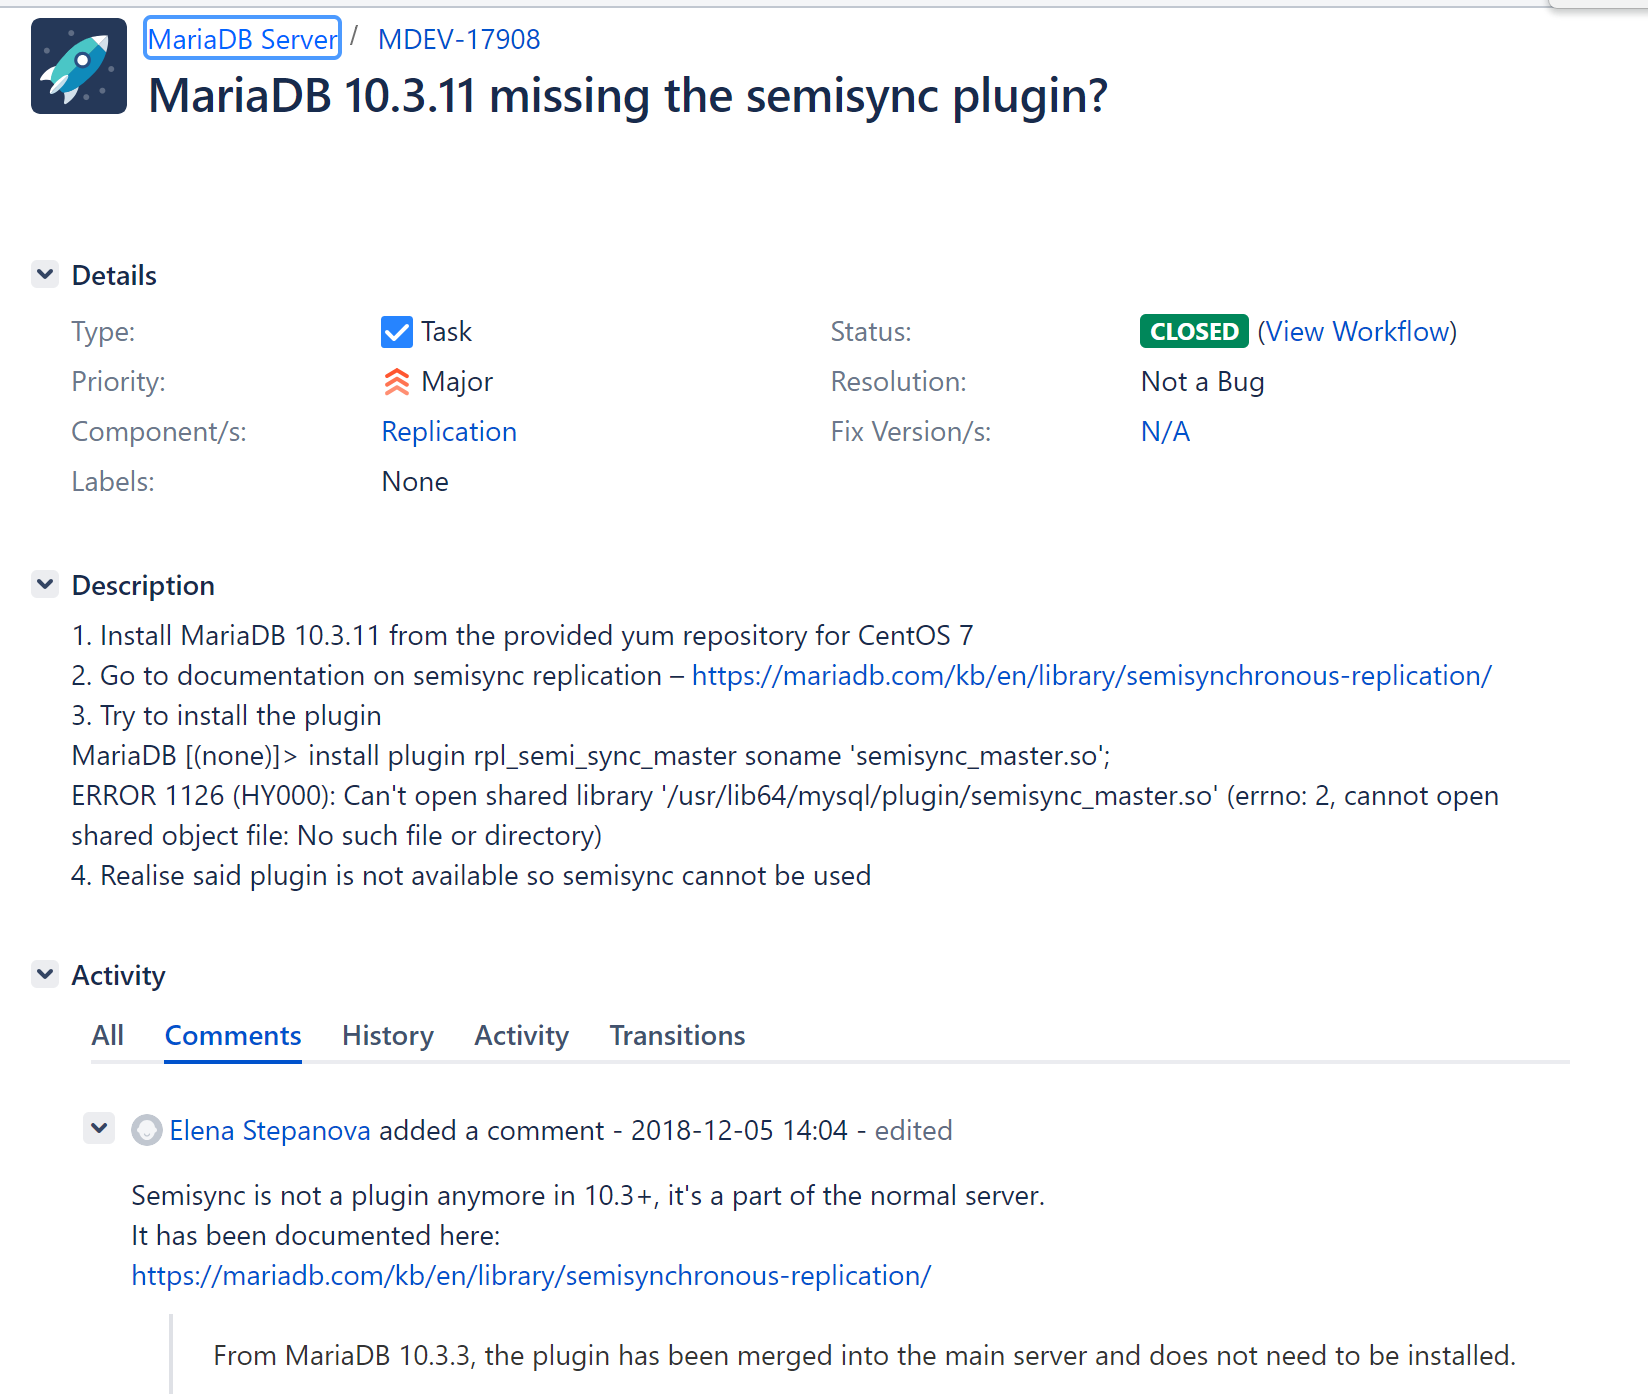 MariaDB Server / MDEV-17908
MariaDB 10.3.11 missing the semisync plugin?
Details
Type: Task Status: CLOSED (View Workflow)
Priority: Major Resolution: Not a Bug
Component/s: Replication Fix Version/s: N/A
Labels: None
Description
1. Install MariaDB 10.3.11 from the provided yum repository for CentOS 7
2. Go to documentation on semisync replication – https://mariadb.com/kb/en/library/semisynchronous-replication/
3. Try to install the plugin
MariaDB [(none)]> install plugin rpl_semi_sync_master soname 'semisync_master.so';
ERROR 1126 (HY000): Can't open shared library '/usr/lib64/mysql/plugin/semisync_master.so' (errno: 2, cannot open
shared object file: No such file or directory)
4. Realise said plugin is not available so semisync cannot be used
Activity
All Comments History Activity Transitions
Elena Stepanova added a comment - 2018-12-05 14:04 - edited
Semisync is not a plugin anymore in 10.3+, it's a part of the normal server.
It has been documented here:
https://mariadb.com/kb/en/library/semisynchronous-replication/
From MariaDB 10.3.3, the plugin has been merged into the main server and does not need to be installed.